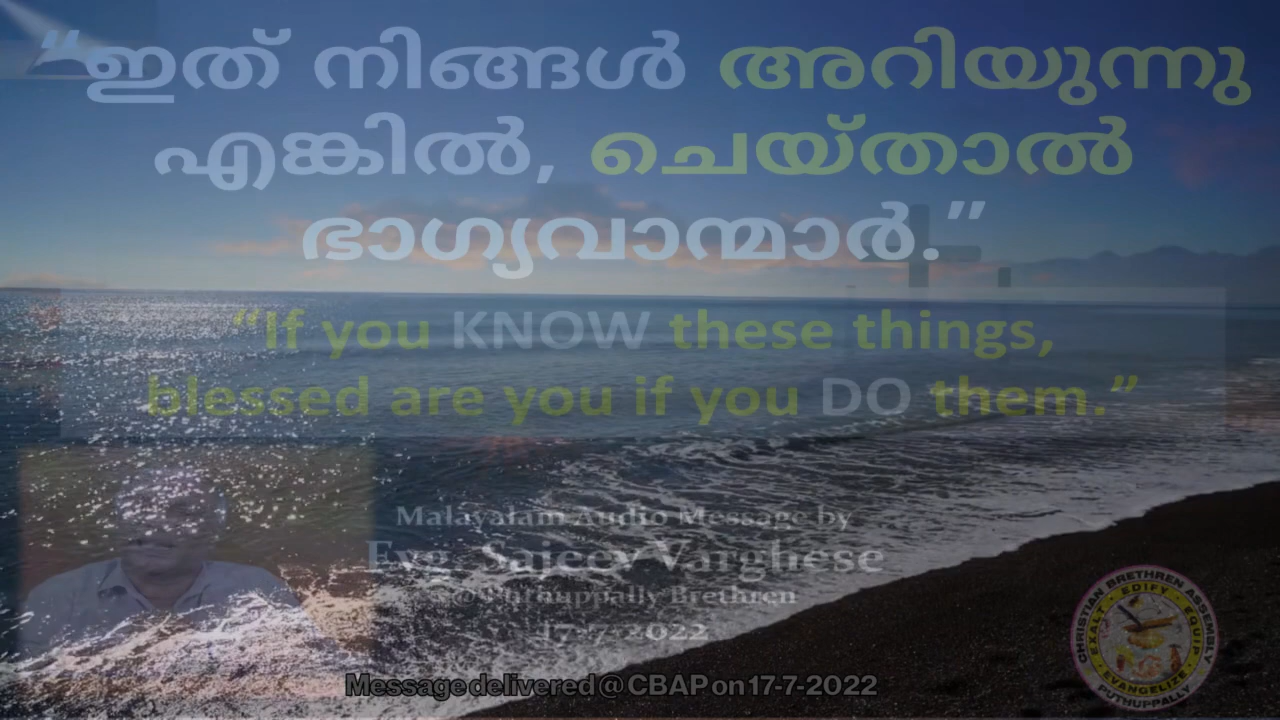 “ഇത് നിങ്ങൾ അറിയുന്നു
എങ്കിൽ, ചെയ്താൽ
ഭാഗ്യവാന്മാർ.”
“If you KNOW these things,
blessed are you if you DO them.”
Malayalam Audio Message by
Evg. Sajeev Varghese
@ Puthuppally Brethren
17-7-2022
Message delivered @ CBAP on 17-7-2022
CHRISTIAN BRETHREN ASSEMBLY
EXALT · EDIFY · EQUIP
EVANGELIZE
PUTHUPPALLY